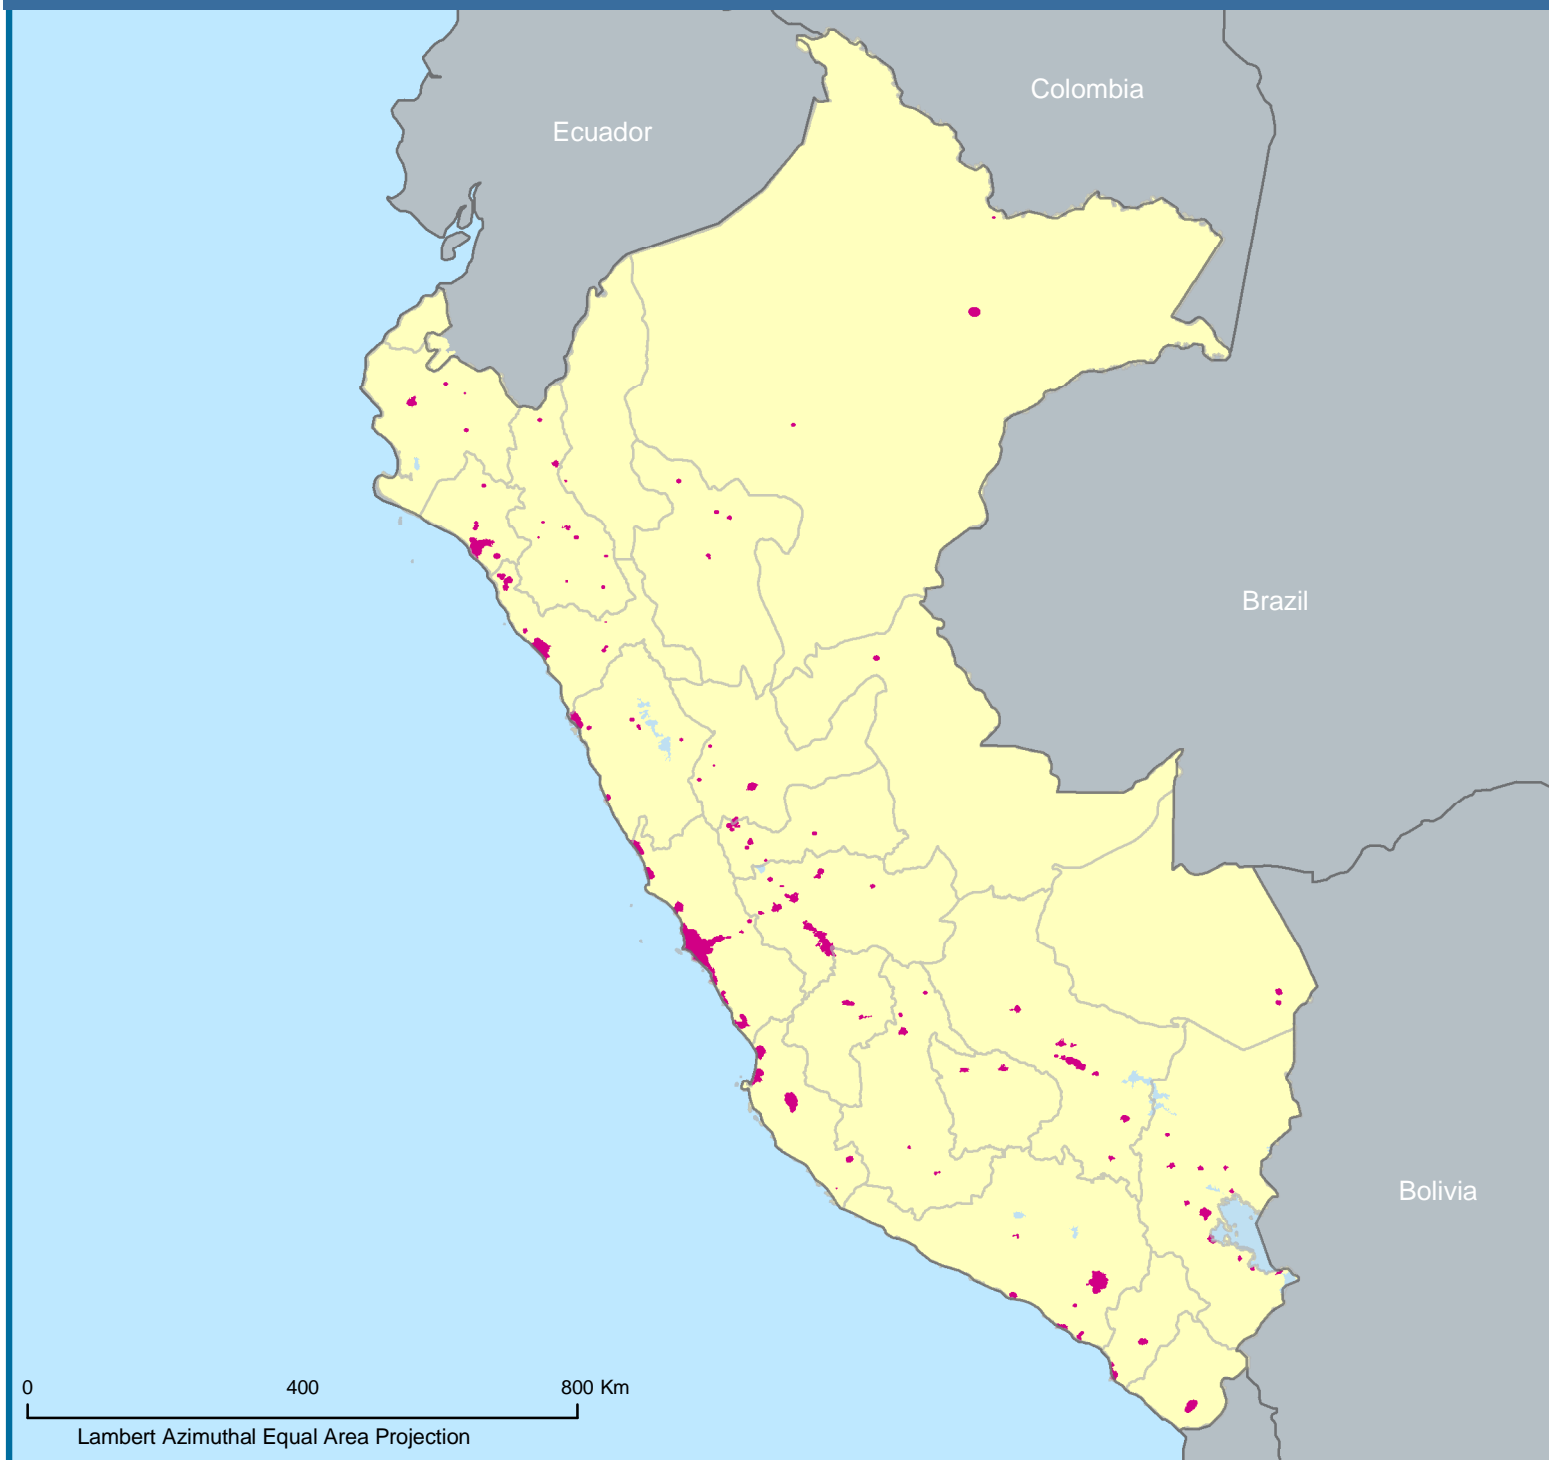 Colombia
Ecuador
Brazil
Bolivia
0 400 800 Km
Lambert Azimuthal Equal Area Projection